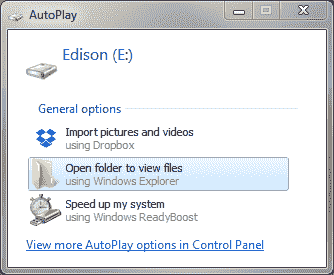 AutoPlay
Edison (E:)
General options
Import pictures and videos
using Dropbox
Open folder to view files
using Windows Explorer
Speed up my system
using Windows ReadyBoost
View more AutoPlay options in Control Panel